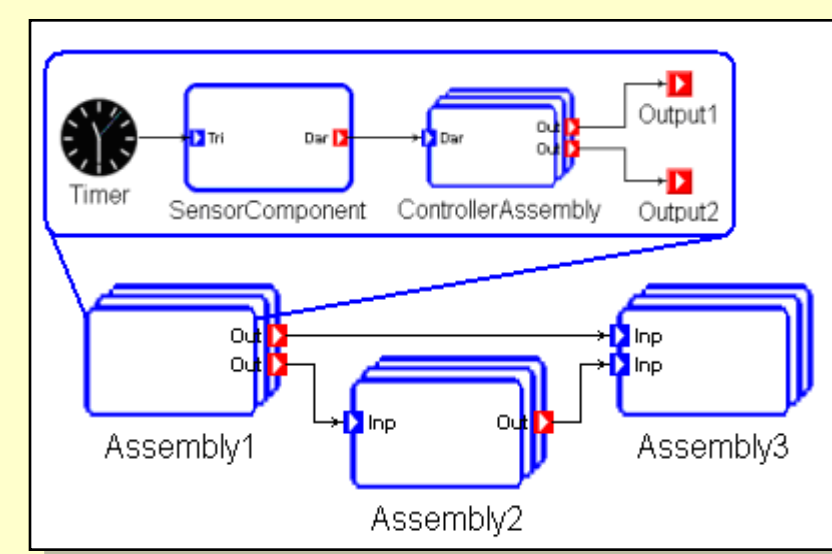 Timer
Tri
Dar
SensorComponent
Dar
Out
Out
ControllerAssembly
Output1
Output2
Out
Out
Assembly1
Inp
Out
Assembly2
Inp
Inp
Assembly3